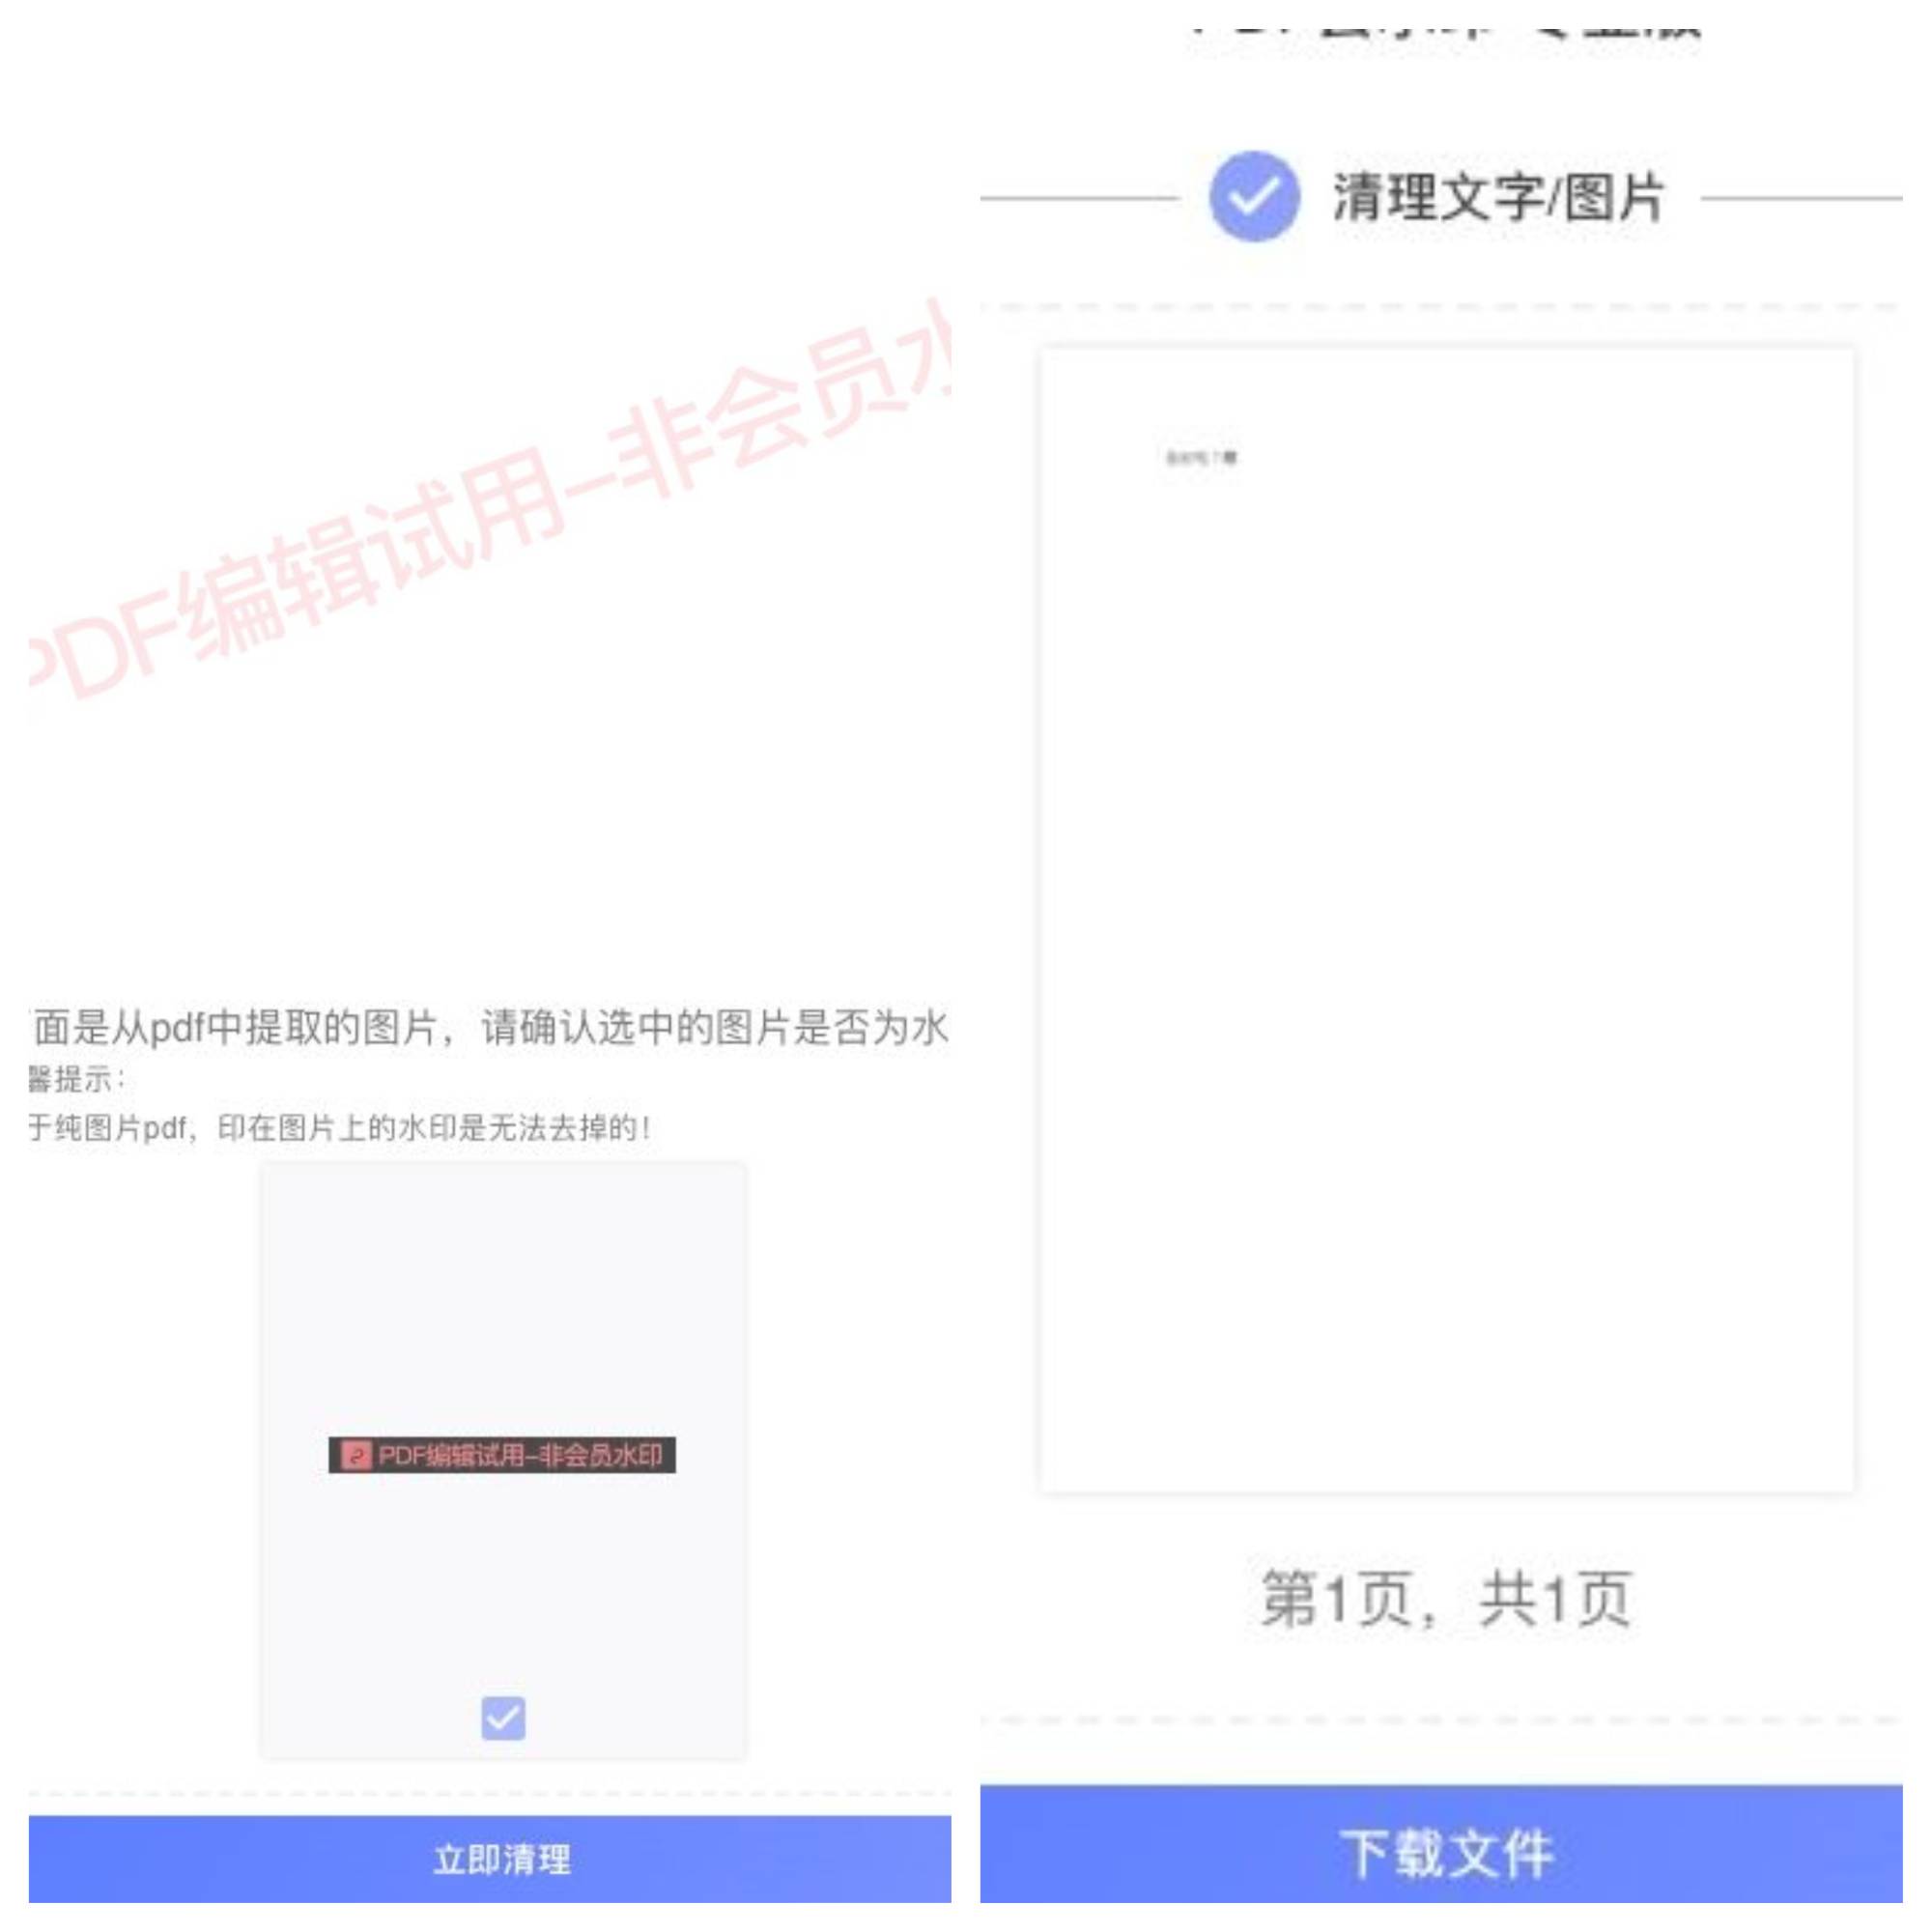 PDF编辑试用-非会员水
面是从pdf中提取的图片，请确认选中的图片是否为水
馨提示：
于纯图片pdf，印在图片上的水印是无法去掉的！
PDF编辑试用-非会员水印
立即清理
清理文字/图片
第1页，共1页
下载文件